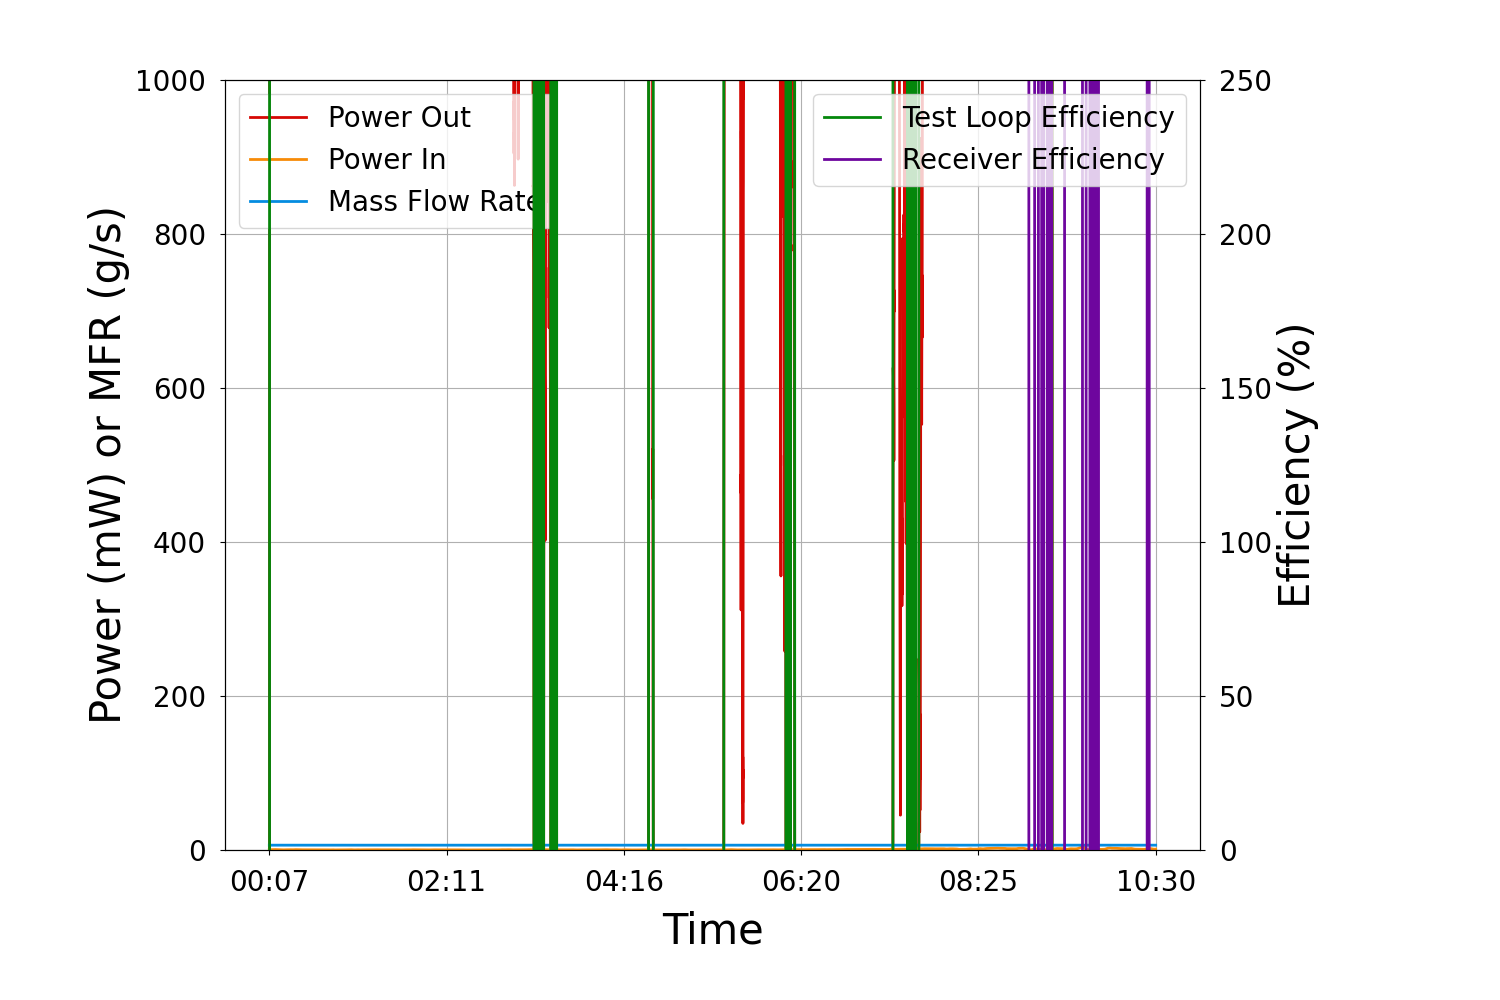 1000
800
600
400
200
0
Power (mW) or MFR (g/s)
Power Out
Power In
Mass Flow Rate
Test Loop Efficiency
Receiver Efficiency
250
200
150
100
50
0
Efficiency (%)
00:07 02:11 04:16 06:20 08:25 10:30
Time